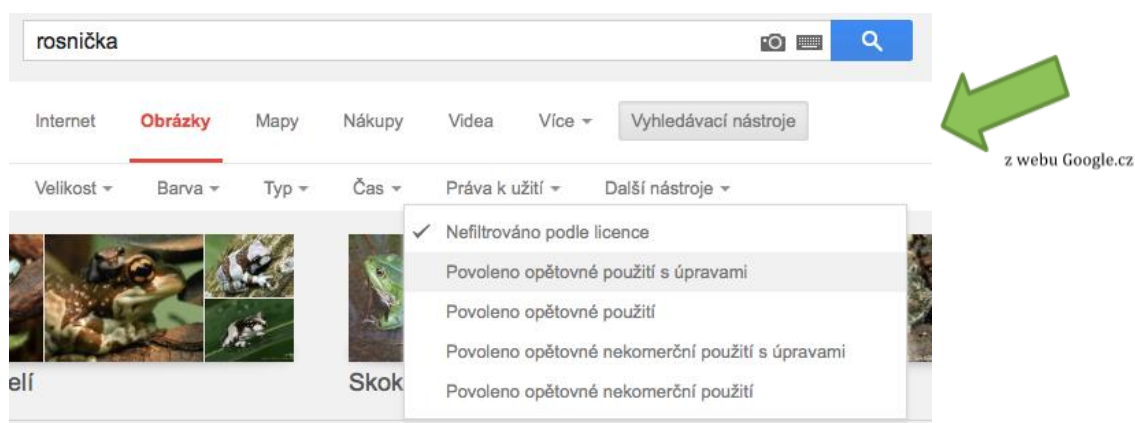 rosnička
Internet Obrázky Mapy Nákupy Videa Více Vyhledávací nástroje
z webu Google.cz
Velikost Barva Typ Čas Práva k užití Další nástroje
Nefiltrováno podle licence
Povoleno opětovné použití s úpravami
Povoleno opětovné použití
Povoleno opětovné nekomerční použití s úpravami
Povoleno opětovné nekomerční použití
elí Skok